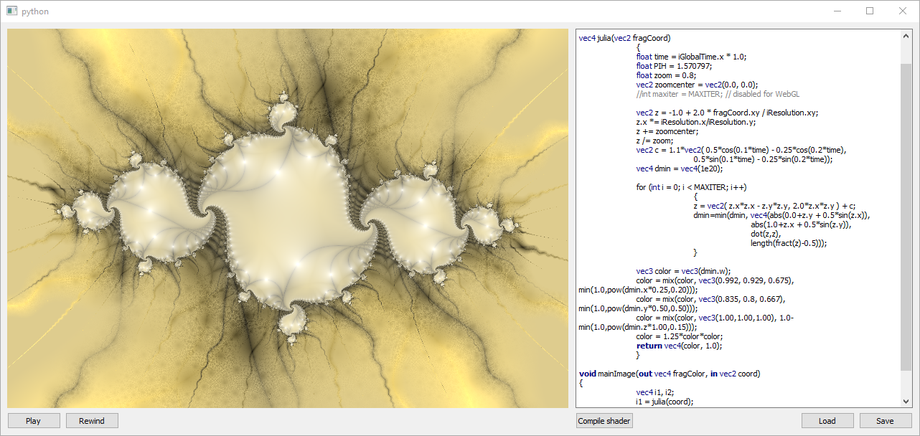 python
vec4 julia(vec2 fragCoord)
{
float time = iGlobalTime.x * 1.0;
float PIH = 1.570797;
float zoom = 0.8;
vec2 zoomcenter = vec2(0.0, 0.0);
//int maxiter = MAXITER; // disabled for WebGL
vec2 z = -1.0 + 2.0 * fragCoord.xy / iResolution.xy;
z.x *= iResolution.x/iResolution.y;
z += zoomcenter;
z /= zoom;
vec2 c = 1.1*vec2( 0.5*cos(0.1*time) - 0.25*cos(0.2*time),
0.5*sin(0.1*time) - 0.25*sin(0.2*time));
vec4 dmin = vec4(1e20);
for (int i = 0; i < MAXITER; i++)
{
z = vec2( z.x*z.x - z.y*z.y, 2.0*z.x*z.y ) + c;
dmin=min(dmin, vec4(abs(0.0+z.y + 0.5*sin(z.x)),
abs(1.0+z.x + 0.5*sin(z.y)),
dot(z,z),
length(fract(z)-0.5)));
}
vec3 color = vec3(dmin.w);
color = mix(color, vec3(0.992, 0.929, 0.675),
min(1.0,pow(dmin.x*0.25,0.20)));
color = mix(color, vec3(0.835, 0.8, 0.667),
min(1.0,pow(dmin.y*0.50,0.50)));
color = mix(color, vec3(1.00,1.00,1.00), 1.0-
min(1.0,pow(dmin.z*1.00,0.15)));
color = 1.25*color*color;
return vec4(color, 1.0);
}
void mainImage(out vec4 fragColor, in vec2 coord)
{
vec4 i1, i2;
i1 = julia(coord);
Play
Rewind
Compile shader
Load
Save